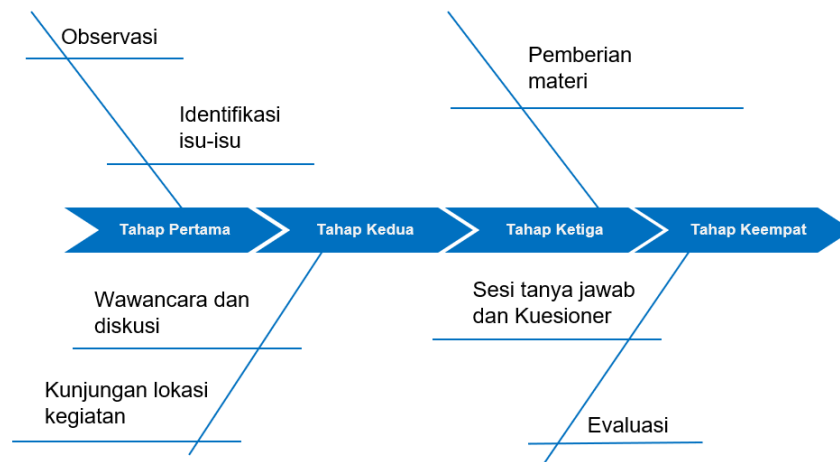 Observasi
Identifikasi
isu-isu
Pemberian
materi
Tahap Pertama
Tahap Kedua
Tahap Ketiga
Tahap Keempat
Wawancara dan
diskusi
Kunjungan lokasi
kegiatan
Sesi tanya jawab
dan Kuesioner
Evaluasi